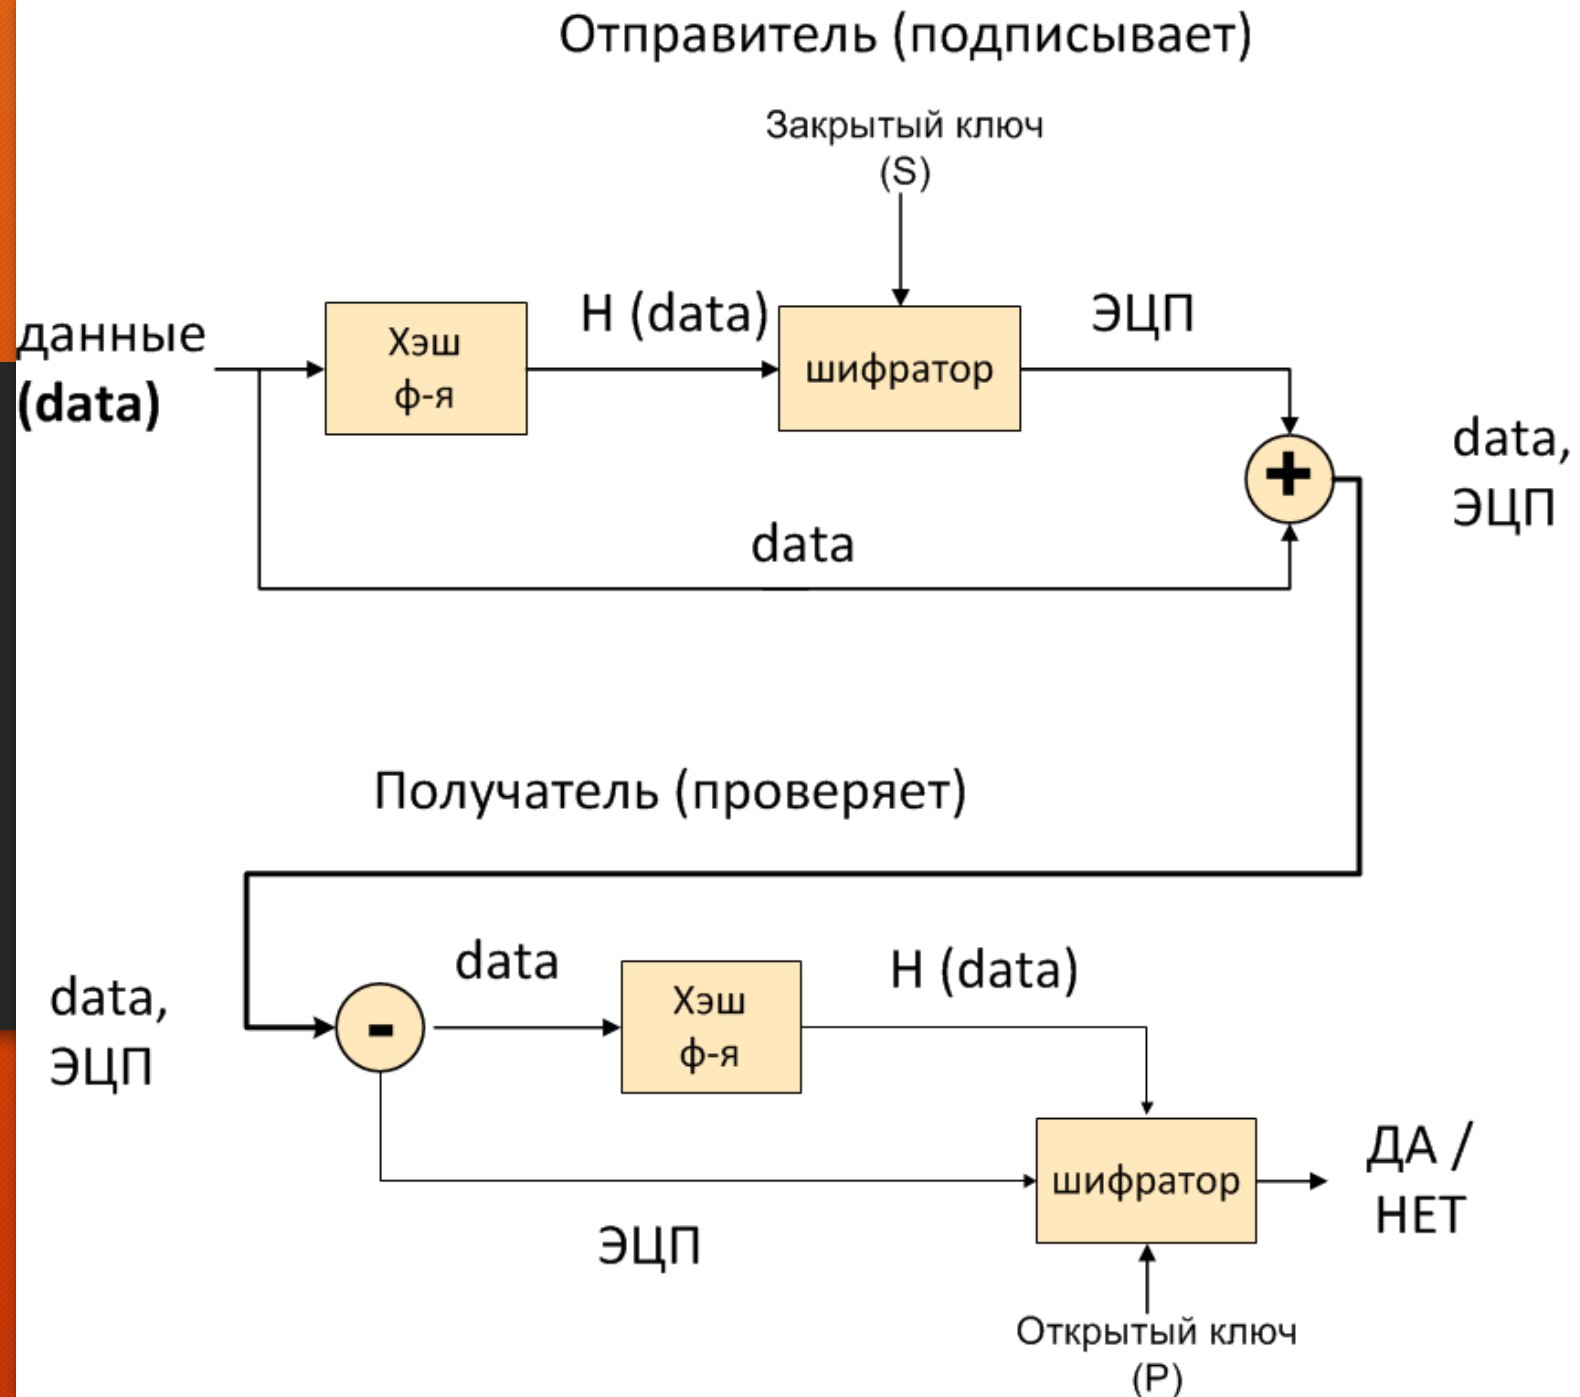 Отправитель (подписывает)
Закрытый ключ
(S)
данные
(data)
Хэш
ф-я
H (data)
шифратор
ЭЦП
+
data,
ЭЦП
data
Получатель (проверяет)
data,
ЭЦП
-
data
Хэш
ф-я
H (data)
шифратор
ДА /
НЕТ
ЭЦП
Открытый ключ
(P)